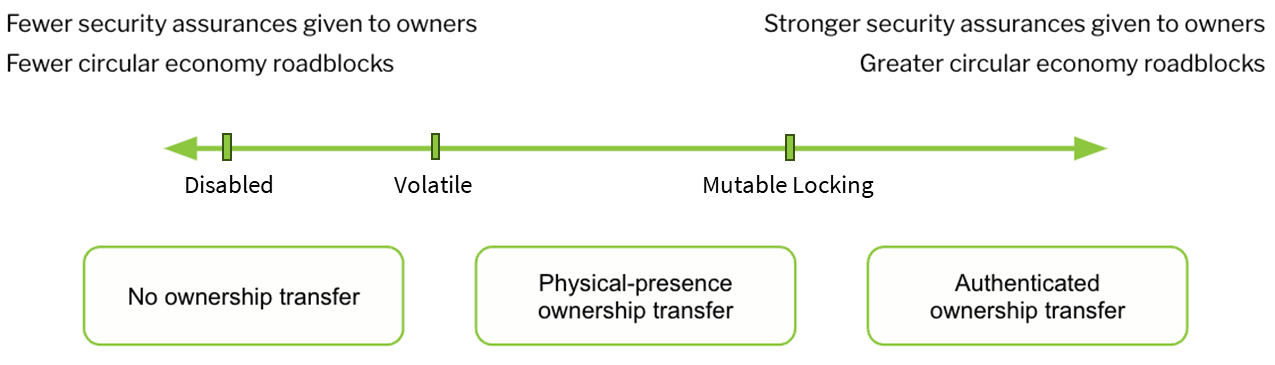 Fewer security assurances given to owners
Stronger security assurances given to owners
Fewer circular economy roadblocks
Greater circular economy roadblocks
Disabled
Volatile
Mutable Locking
No ownership transfer
Physical-presence
ownership transfer
Authenticated
ownership transfer